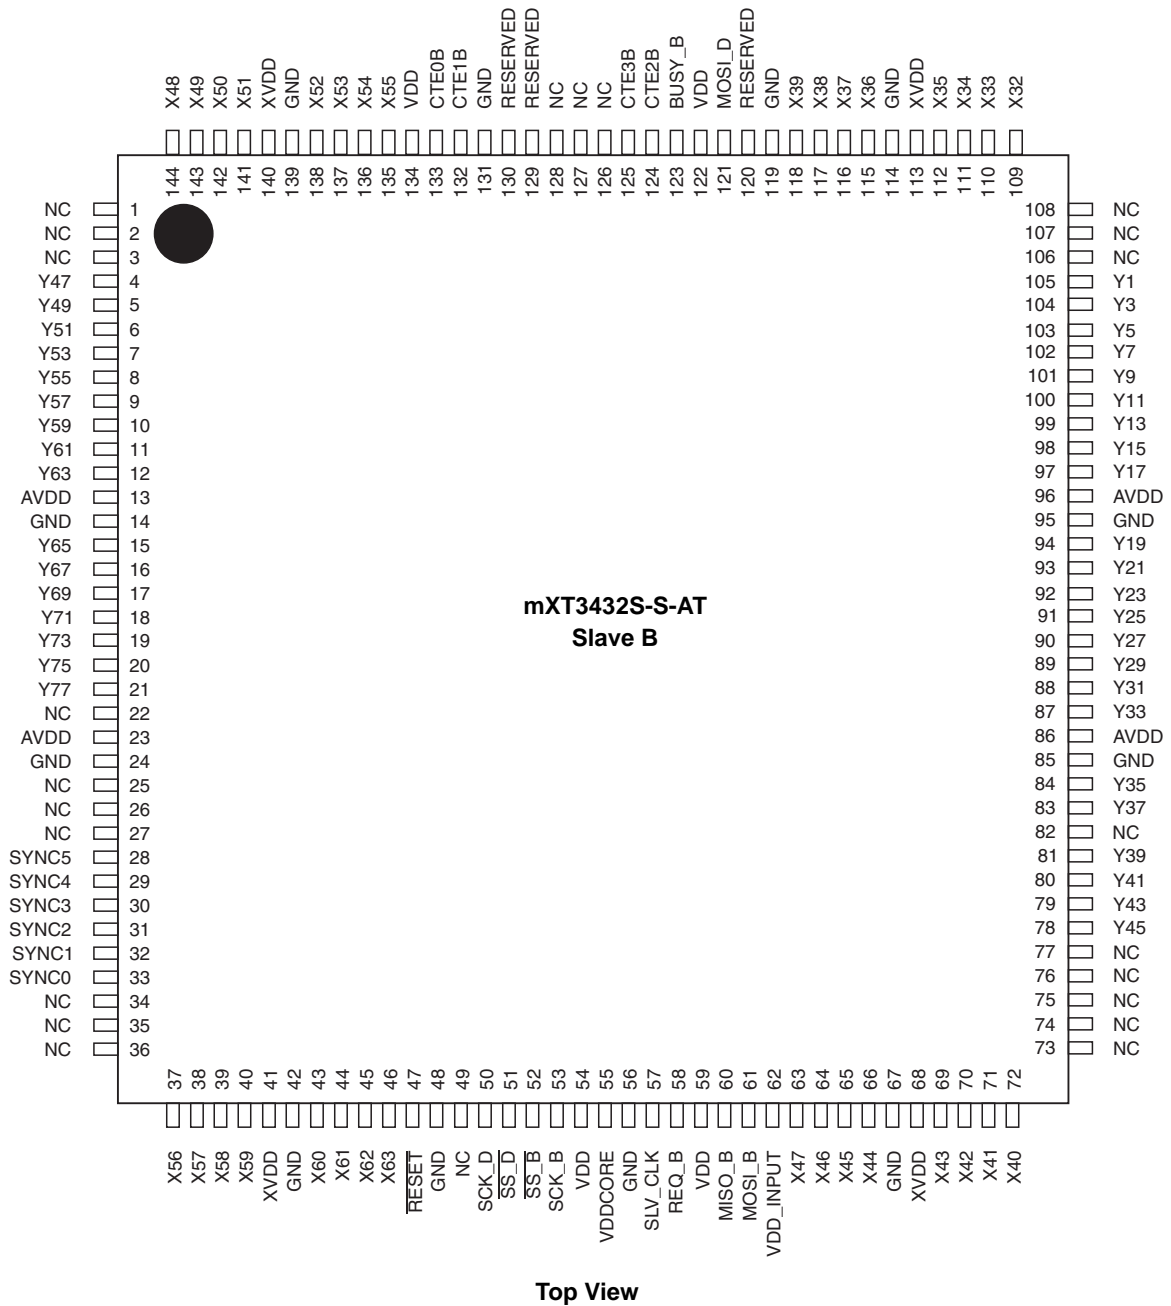 X48 X49 X50 X51 XVDD GND X52 X53 X54 X55 VDD CTE0B CTE1B GND RESERVED RESERVED NC NC NC CTE3B CTE2B BUSY_B VDD MOSI_D RESERVED GND X39 X38 X37 X36 GND XVDD X35 X34 X33 X32
144 143 142 141 140 139 138 137 136 135 134 133 132 131 130 129 128 127 126 125 124 123 122 121 120 119 118 117 116 115 114 113 112 111 110 109
NC 1 108 NC
NC 2 107 NC
NC 3 106 NC
Y47 4 105 Y1
Y49 5 104 Y3
Y51 6 103 Y5
Y53 7 102 Y7
Y55 8 101 Y9
Y57 9 100 Y11
Y59 10 99 Y13
Y61 11 98 Y15
Y63 12 97 Y17
AVDD 13 96 AVDD
GND 14 95 GND
Y65 15 94 Y19
Y67 16 93 Y21
Y69 17 92 Y23
Y71 18 91 Y25
Y73 19 90 Y27
Y75 20 89 Y29
Y77 21 88 Y31
NC 22 87 Y33
AVDD 23 86 AVDD
GND 24 85 GND
NC 25 84 Y35
NC 26 83 Y37
NC 27 82 NC
SYNC5 28 81 Y39
SYNC4 29 80 Y41
SYNC3 30 79 Y43
SYNC2 31 78 Y45
SYNC1 32 77 NC
SYNC0 33 76 NC
NC 34 75 NC
NC 35 74 NC
NC 36 73 NC
mXT3432S-S-AT
Slave B
37 38 39 40 41 42 43 44 45 46 47 48 49 50 51 52 53 54 55 56 57 58 59 60 61 62 63 64 65 66 67 68 69 70 71 72
X56 X57 X58 X59 XVDD GND X60 X61 X62 X63 RESET GND NC SCK_D SS_D SS_B SCK_B VDD VDDCORE GND SLV_CLK REQ_B VDD MISO_B MOSI_B VDD_INPUT X47 X46 X45 X44 GND XVDD X43 X42 X41 X40
Top View